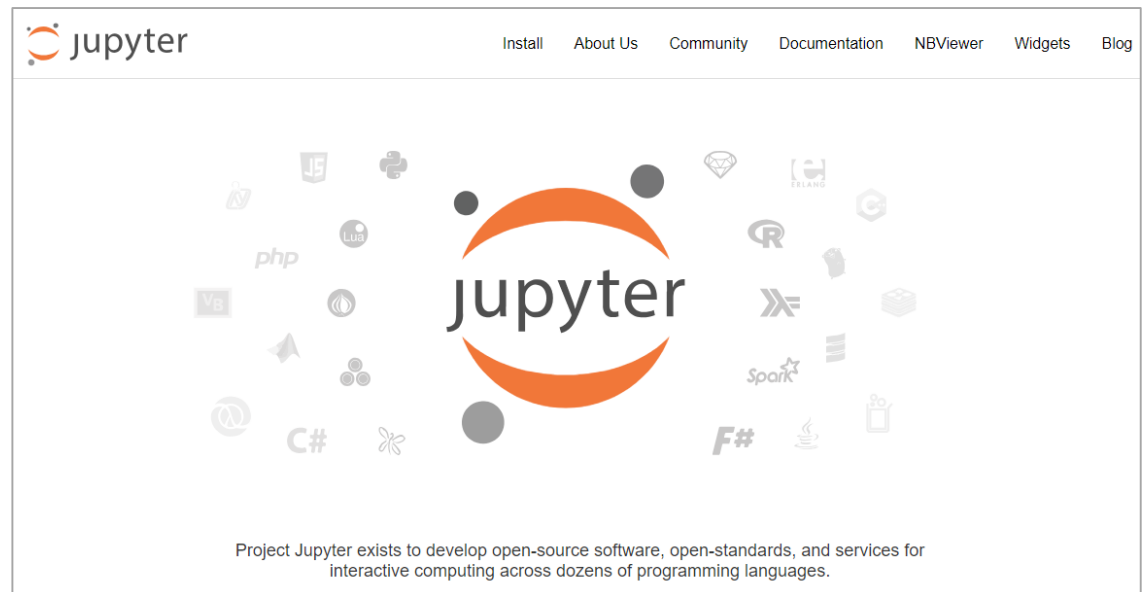 jupyter
Install About Us Community Documentation NBViewer Widgets Blog
JS
ERLANG
C
Lua
R
php
VB
jupyter
Spark
C#
F#
Project Jupyter exists to develop open-source software, open-standards, and services for
interactive computing across dozens of programming languages.